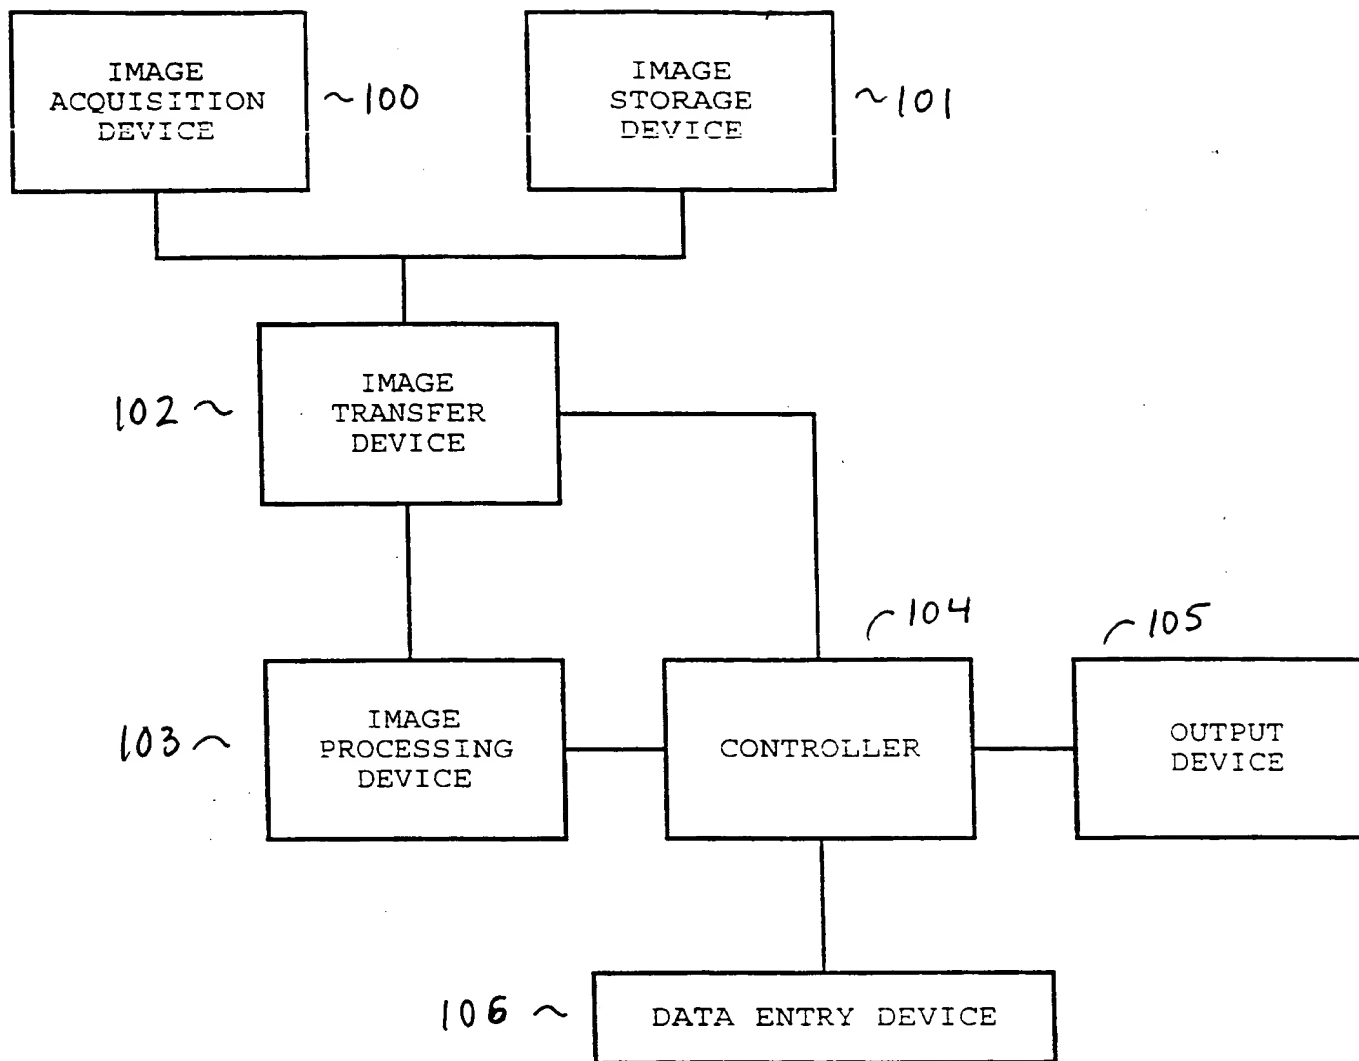 IMAGE
ACQUISITION
DEVICE
~100
IMAGE
STORAGE
DEVICE
~101
102 ~
IMAGE
TRANSFER
DEVICE
104
105
103 ~
IMAGE
PROCESSING
DEVICE
CONTROLLER
OUTPUT
DEVICE
106 ~
DATA ENTRY DEVICE